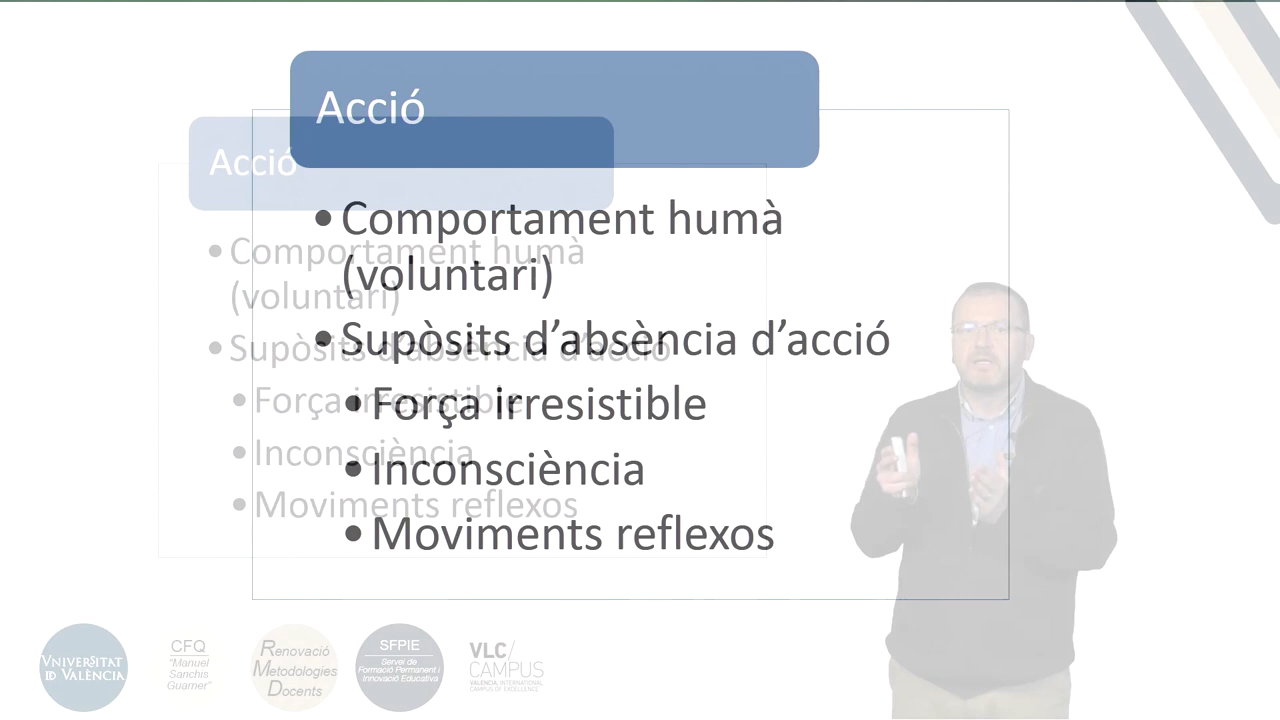 Acció
• Comportament humà
(voluntari)
• Supòsits d’absència d’acció
• Força irresistible
• Inconsciència
• Moviments reflexos
Acció
• Comportament humà
(voluntari)
• Supòsits d’absència d’acció
• Força irresistible
• Inconsciència
• Moviments reflexos
VNIVERSITAT
ID VALÈNCIA
CFQ
"Manuel
Sanchis
Guarner"
Renovació
Metodologies
Docents
SFPIE
Servei de
Formació Permanent i
Innovació Educativa
VLC/
CAMPUS
VALENCIA, INTERNATIONAL
CAMPUS OF EXCELLENCE